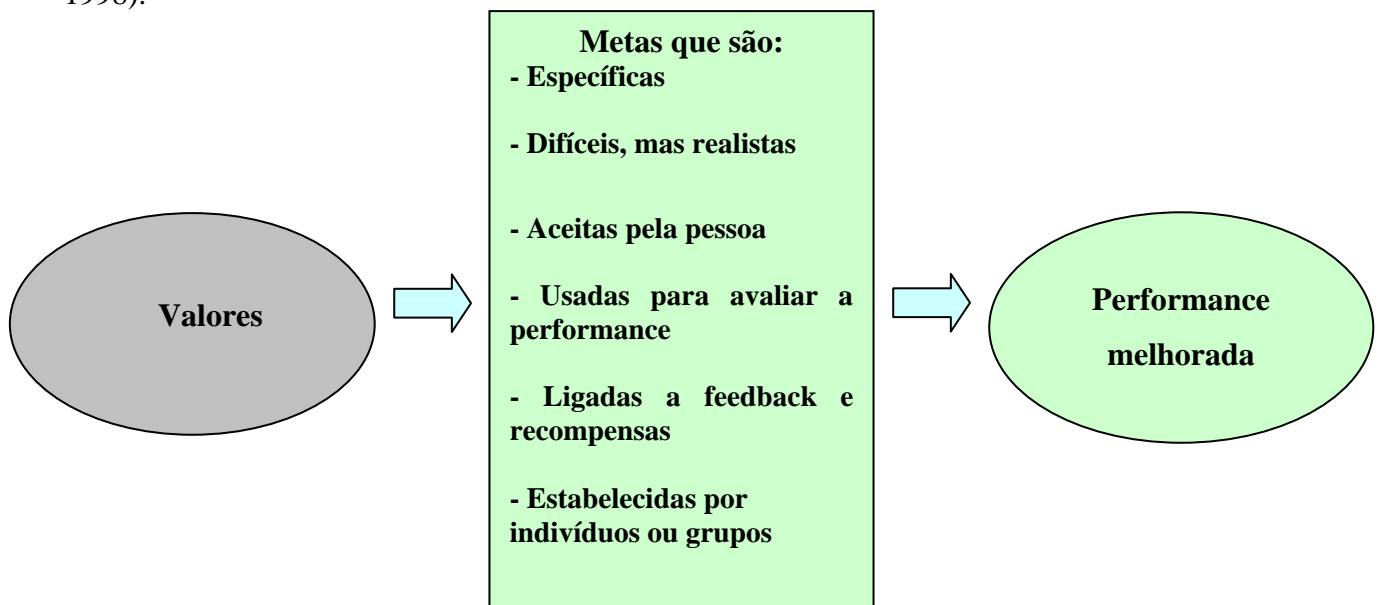 Metas que são:
- Específicas
- Difíceis, mas realistas
- Aceitas pela pessoa
- Usadas para avaliar a
performance
- Ligadas a feedback e
recompensas
- Estabelecidas por
indivíduos ou grupos
Valores
Performance
melhorada